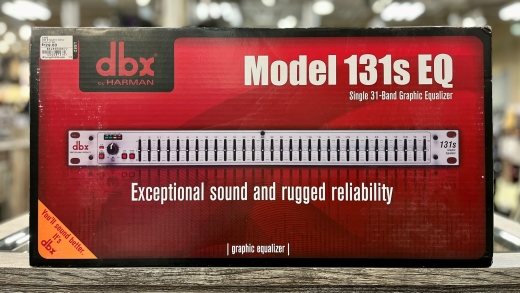 dbx
by HARMAN
Model 131s EQ
Single 31-Band Graphic Equalizer
dbx
131s
Exceptional sound and rugged reliability
You'll sound better.
It's
dbx
| graphic equalizer |